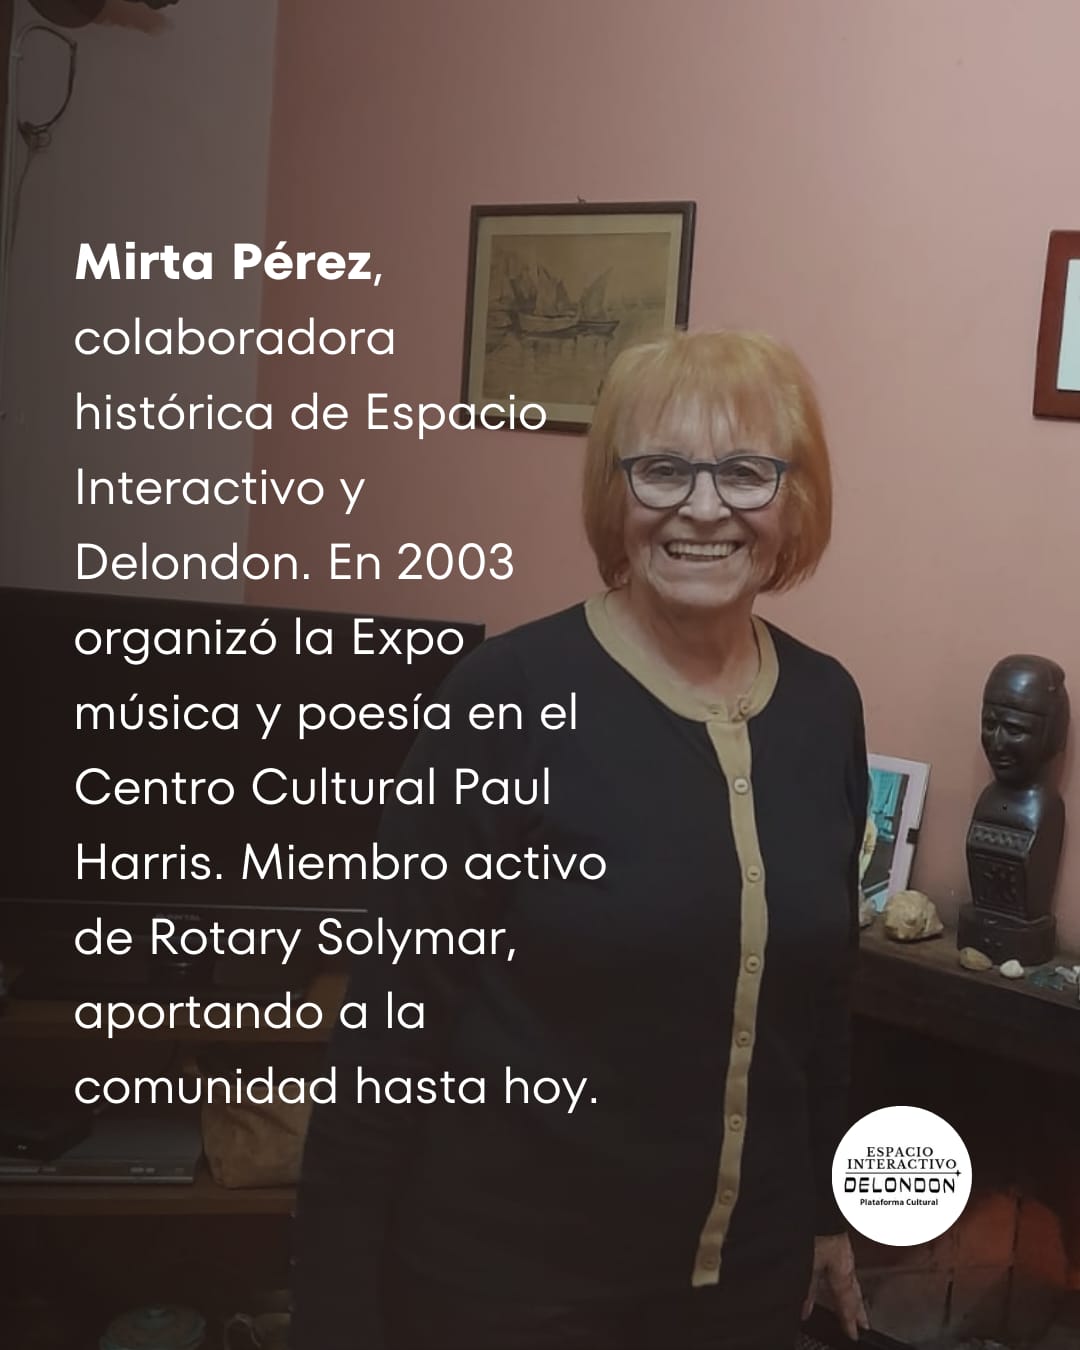 Mirta Pérez,
colaboradora
histórica de Espacio
Interactivo y
Delondon. En 2003
organizó la Expo
música y poesía en el
Centro Cultural Paul
Harris. Miembro activo
de Rotary Solymar,
aportando a la
comunidad hasta hoy.
ESPACIO
INTERACTIVO
DELONDON
Plataforma Cultural